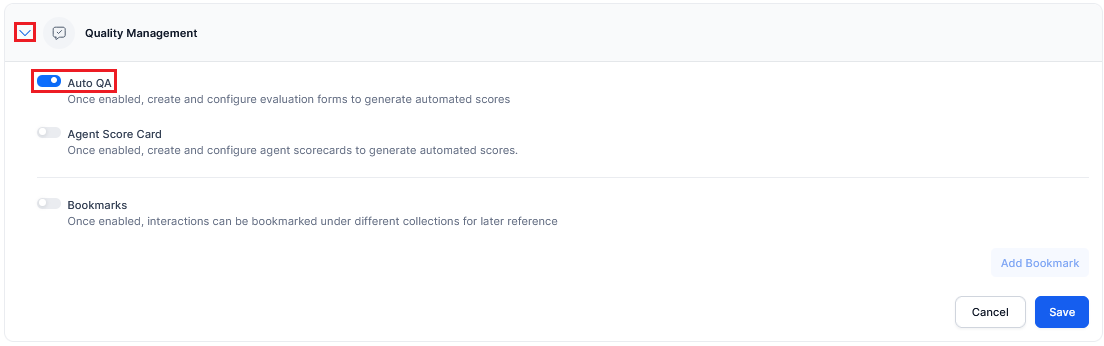 Quality Management
Auto QA
Once enabled, create and configure evaluation forms to generate automated scores
Agent Score Card
Once enabled, create and configure agent scorecards to generate automated scores.
Bookmarks
Once enabled, interactions can be bookmarked under different collections for later reference
Add Bookmark
Cancel Save